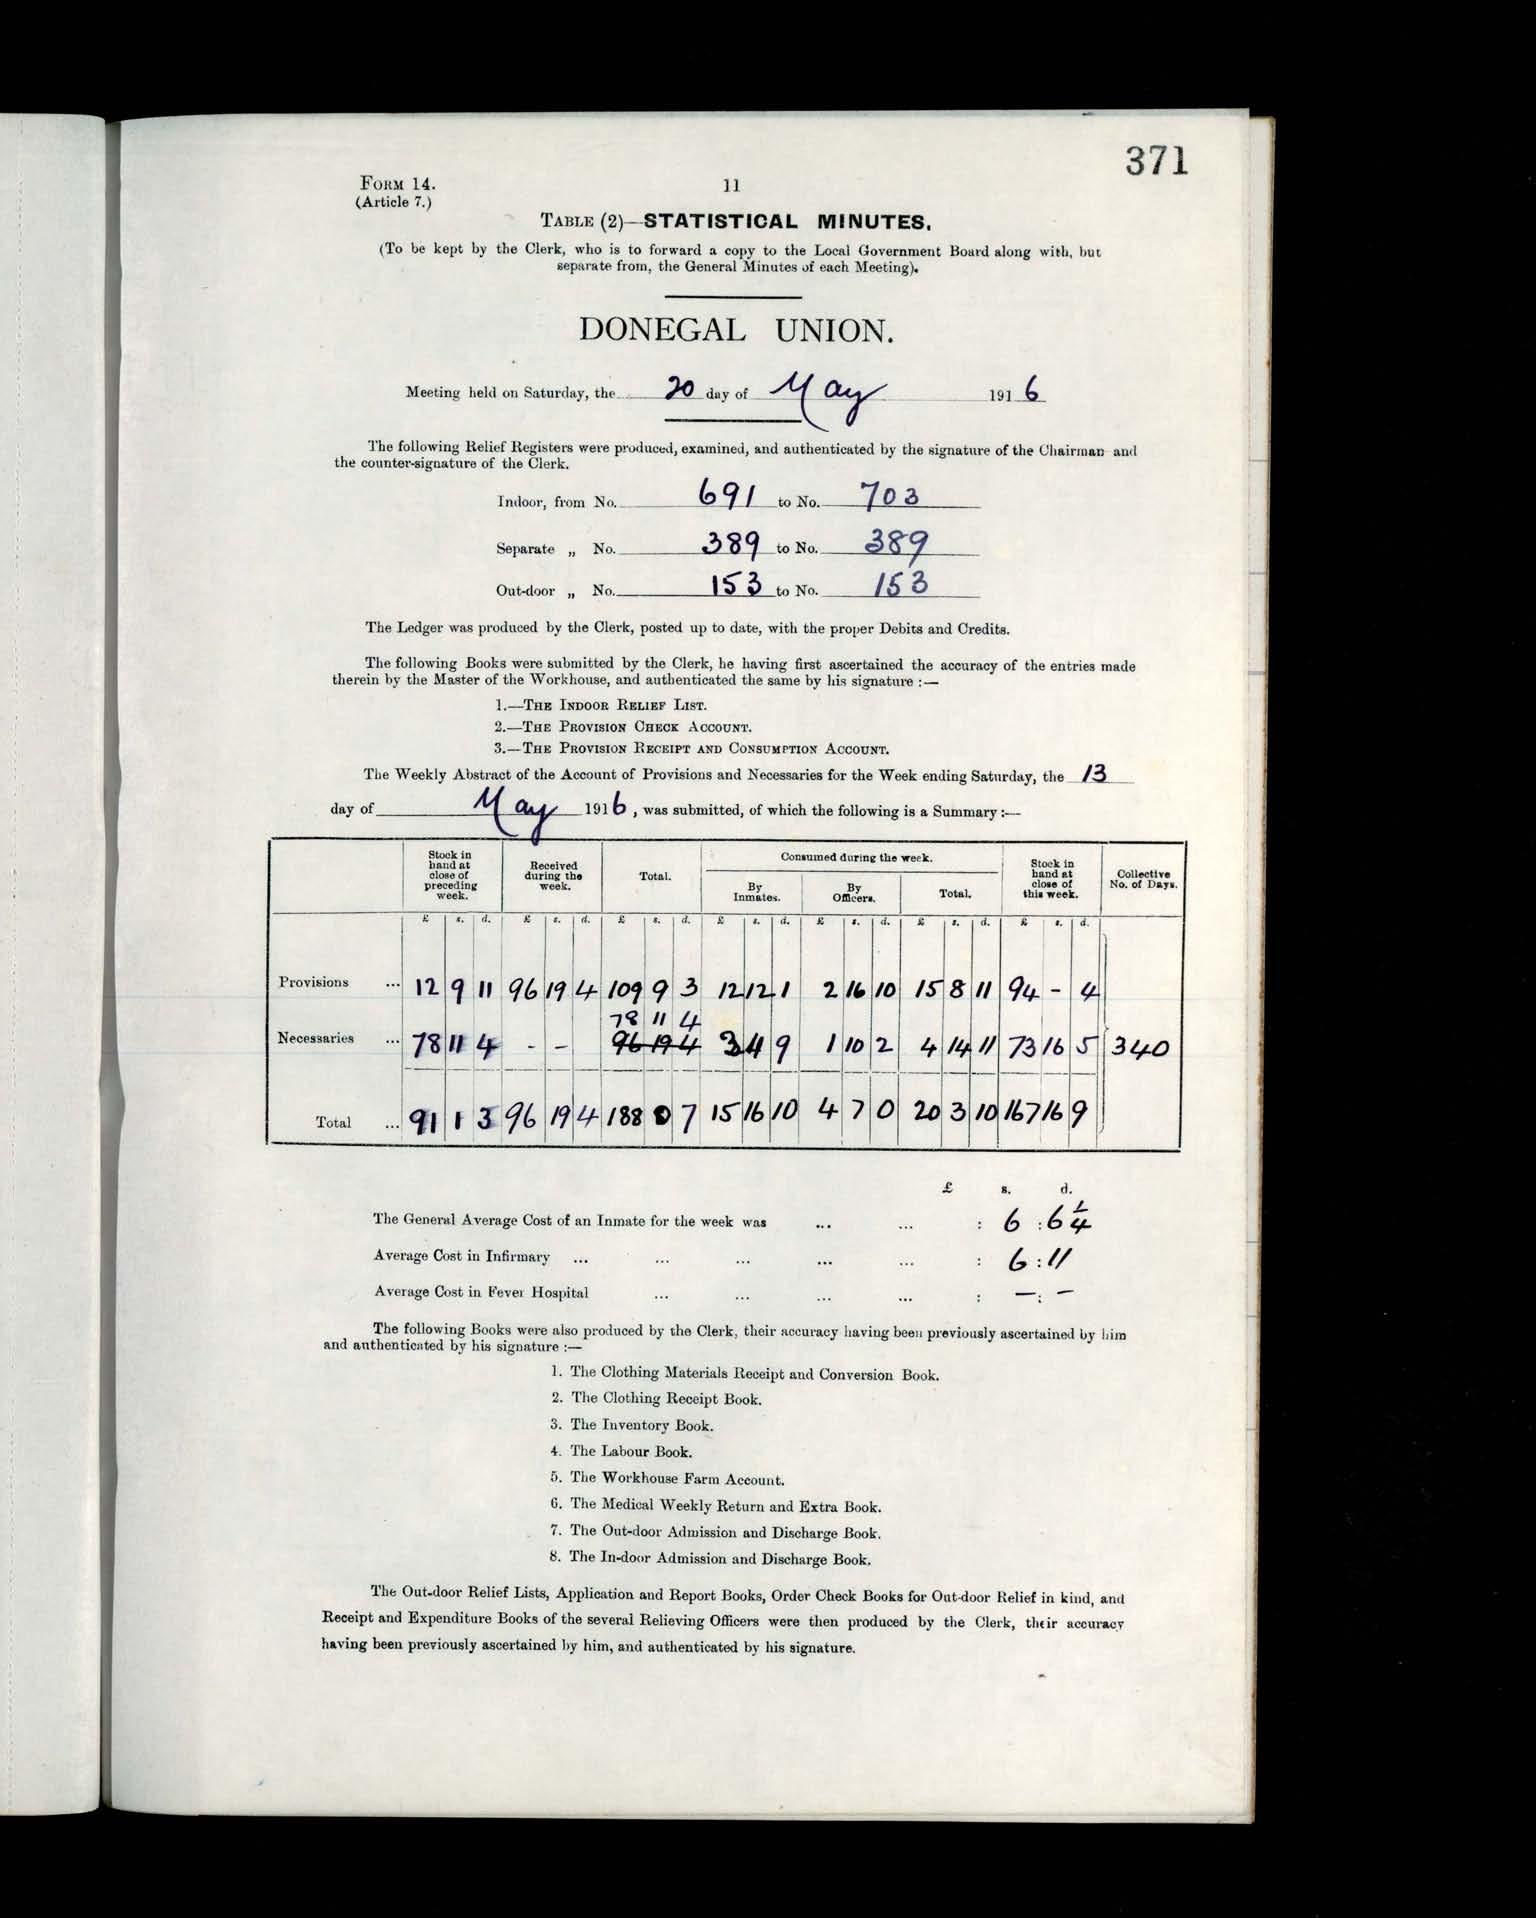 371
FORM 14.
11
(Article 7.)
TABLE (2)—STATISTICAL MINUTES.
(To be kept by the Clerk, who is to forward a copy to the Local Government Board along with, but
separate from, the General Minutes of each Meeting).
DONEGAL UNION.
Meeting held on Saturday, the 20 day of May 1916
The following Relief Registers were produced, examined, and authenticated by the signature of the Chairman and
the counter-signature of the Clerk.
Indoor, from No. 691 to No. 703
Separate „ No. 389 to No. 389
Out-door „ No. 153 to No. 153
The Ledger was produced by the Clerk, posted up to date, with the proper Debits and Credits.
The following Books were submitted by the Clerk, he having first ascertained the accuracy of the entries made
therein by the Master of the Workhouse, and authenticated the same by his signature :—
1.—THE INDOOR RELIEF LIST.
2.—THE PROVISION CHECK ACCOUNT.
3.—THE PROVISION RECEIPT AND CONSUMPTION ACCOUNT.
The Weekly Abstract of the Account of Provisions and Necessaries for the Week ending Saturday, the 13
day of May 1916, was submitted, of which the following is a Summary :—
Stock in hand at close of preceding week. Received during the week. Total. Consumed during the week. Stock in hand at close of this week. Collective No. of Days.
By Inmates. By Officers. Total.
£ s. d. £ s. d. £ s. d. £ s. d. £ s. d. £ s. d. £ s. d.
Provisions ... 12 9 11 96 19 4 109 9 3 12 12 1 2 16 10 15 8 11 94 - 4
78 11 4
Necessaries ... 78 11 4 - - 96 19 4 3 4 9 1 10 2 4 14 11 73 16 5 340
Total ... 91 1 3 96 19 4 188 0 7 15 16 10 4 7 0 20 3 10 167 16 9
£ s. d.
The General Average Cost of an Inmate for the week was ... ... : 6 : 6 1/4
Average Cost in Infirmary ... ... ... ... ... : 6 : 11
Average Cost in Fever Hospital ... ... ... ... : — : —
The following Books were also produced by the Clerk, their accuracy having been previously ascertained by him
and authenticated by his signature :—
1. The Clothing Materials Receipt and Conversion Book.
2. The Clothing Receipt Book.
3. The Inventory Book.
4. The Labour Book.
5. The Workhouse Farm Account.
6. The Medical Weekly Return and Extra Book.
7. The Out-door Admission and Discharge Book.
8. The In-door Admission and Discharge Book.
The Out-door Relief Lists, Application and Report Books, Order Check Books for Out-door Relief in kind, and
Receipt and Expenditure Books of the several Relieving Officers were then produced by the Clerk, their accuracy
having been previously ascertained by him, and authenticated by his signature.